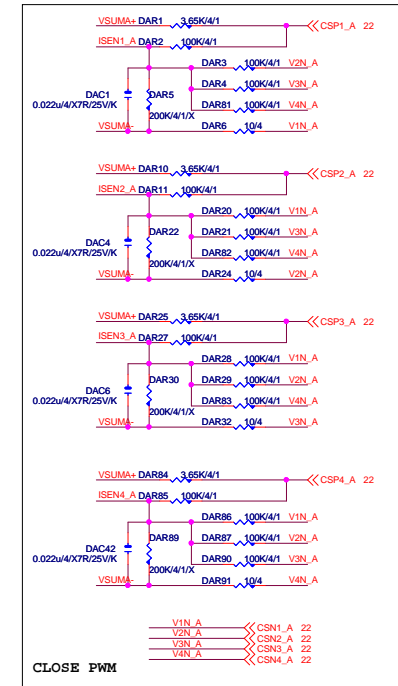 VSUMA+ DAR1 3.65K/4/1 CSP1_A 22
ISEN1_A DAR2 100K/4/1
DAR3 100K/4/1 V2N_A
DAC1 DAR5 DAR4 100K/4/1 V3N_A
0.022u/4/X7R/25V/K 200K/4/1/X DAR81 100K/4/1 V4N_A
VSUMA- DAR6 10/4 V1N_A
VSUMA+ DAR10 3.65K/4/1 CSP2_A 22
ISEN2_A DAR11 100K/4/1
DAR20 100K/4/1 V1N_A
DAC4 DAR22 DAR21 100K/4/1 V3N_A
0.022u/4/X7R/25V/K 200K/4/1/X DAR82 100K/4/1 V4N_A
VSUMA- DAR24 10/4 V2N_A
VSUMA+ DAR25 3.65K/4/1 CSP3_A 22
ISEN3_A DAR27 100K/4/1
DAR28 100K/4/1 V1N_A
DAC6 DAR30 DAR29 100K/4/1 V2N_A
0.022u/4/X7R/25V/K 200K/4/1/X DAR83 100K/4/1 V4N_A
VSUMA- DAR32 10/4 V3N_A
VSUMA+ DAR84 3.65K/4/1 CSP4_A 22
ISEN4_A DAR85 100K/4/1
DAR86 100K/4/1 V1N_A
DAC42 DAR89 DAR87 100K/4/1 V2N_A
0.022u/4/X7R/25V/K 200K/4/1/X DAR90 100K/4/1 V3N_A
VSUMA- DAR91 10/4 V4N_A
V1N_A CSN1_A 22
V2N_A CSN2_A 22
V3N_A CSN3_A 22
V4N_A CSN4_A 22
CLOSE PWM